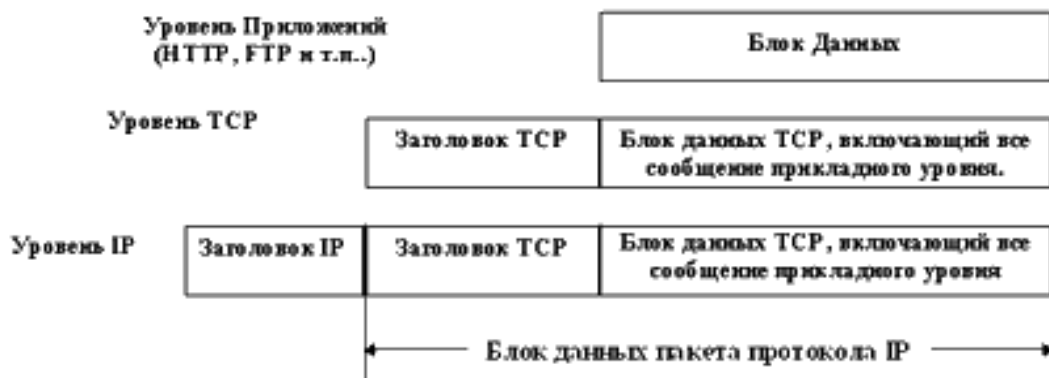 Уровень Приложений
(HTTP, FTP и т.п..)
Блок Данных
Уровень TCP
Заголовок TCP
Блок данных TCP, включающий все
сообщение прикладного уровня.
Уровень IP
Заголовок IP
Заголовок TCP
Блок данных TCP, включающий все
сообщение прикладного уровня
Блок данных пакета протокола IP